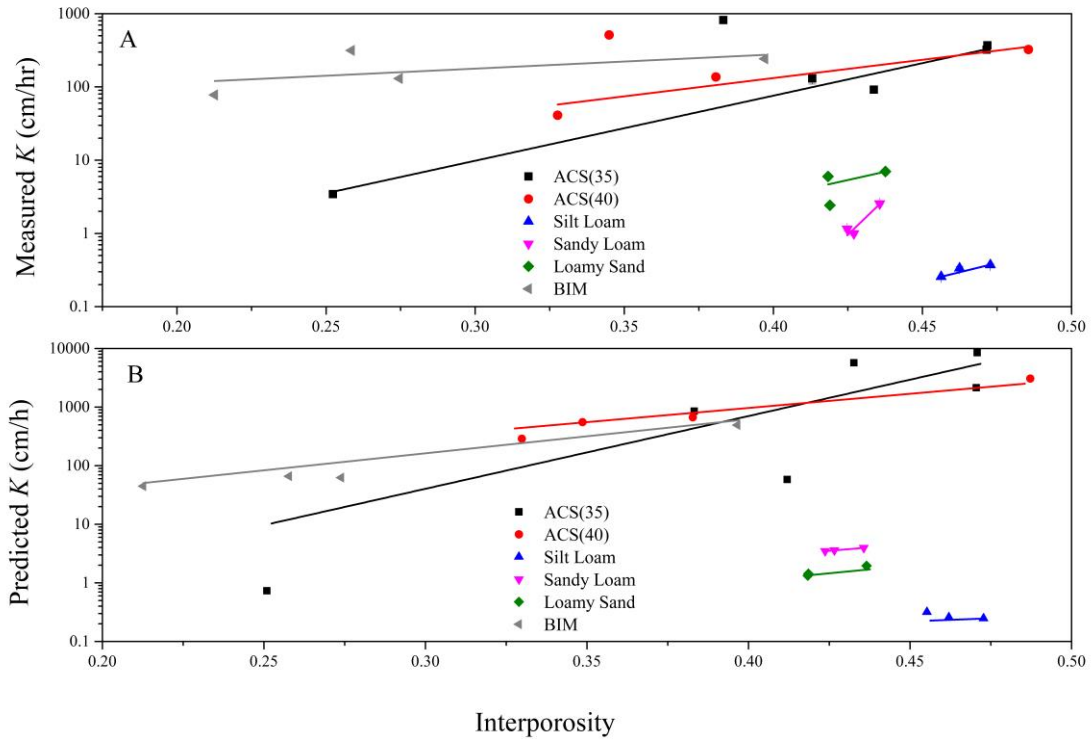 A
Measured K (cm/hr)
1000
100
10
1
0.1
ACS(35)
ACS(40)
Silt Loam
Sandy Loam
Loamy Sand
BIM
0.20 0.25 0.30 0.35 0.40 0.45 0.50
B
Predicted K (cm/h)
10000
1000
100
10
1
0.1
ACS(35)
ACS(40)
Silt Loam
Sandy Loam
Loamy Sand
BIM
0.20 0.25 0.30 0.35 0.40 0.45 0.50
Interporosity